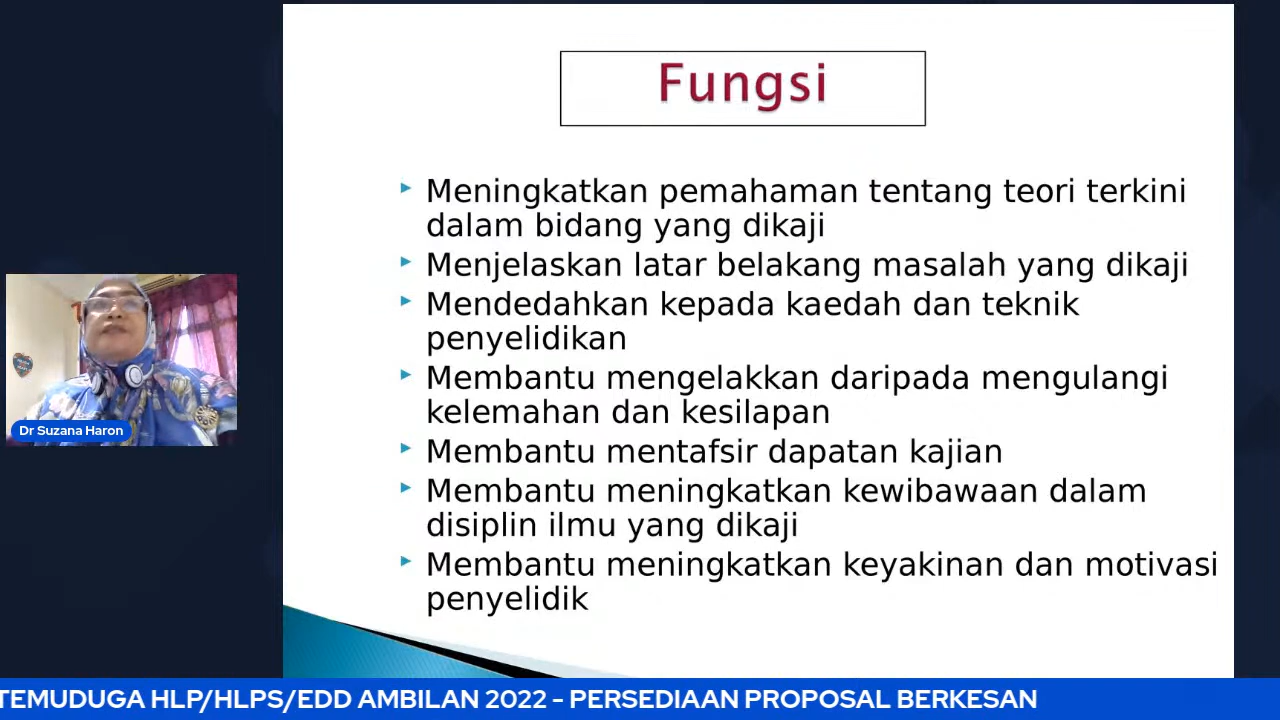 Fungsi
Meningkatkan pemahaman tentang teori terkini
dalam bidang yang dikaji
Menjelaskan latar belakang masalah yang dikaji
Mendedahkan kepada kaedah dan teknik
penyelidikan
Membantu mengelakkan daripada mengulangi
kelemahan dan kesilapan
Membantu mentafsir dapatan kajian
Membantu meningkatkan kewibawaan dalam
disiplin ilmu yang dikaji
Membantu meningkatkan keyakinan dan motivasi
penyelidik
Dr Suzana Haron
TEMUDUGA HLP/HLPS/EDD AMBILAN 2022 - PERSEDIAAN PROPOSAL BERKESAN